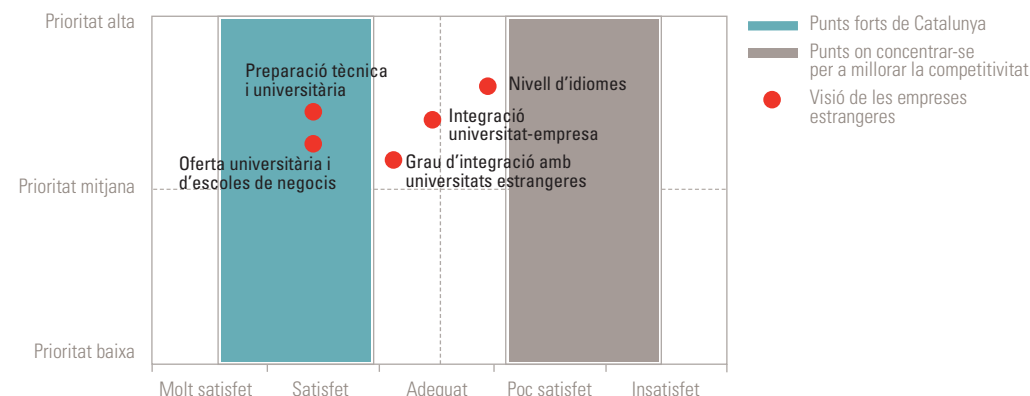 Prioritat alta
Preparació tècnica
i universitària
Nivell d'idiomes
Integració
universitat-empresa
Oferta universitària i
d'escoles de negocis
Grau d'integració amb
universitats estrangeres
Prioritat mitjana
Prioritat baixa
Molt satisfet
Satisfet
Adequat
Poc satisfet
Insatisfet
Punts forts de Catalunya
Punts on concentrar-se
per a millorar la competitivitat
Visió de les empreses
estrangeres